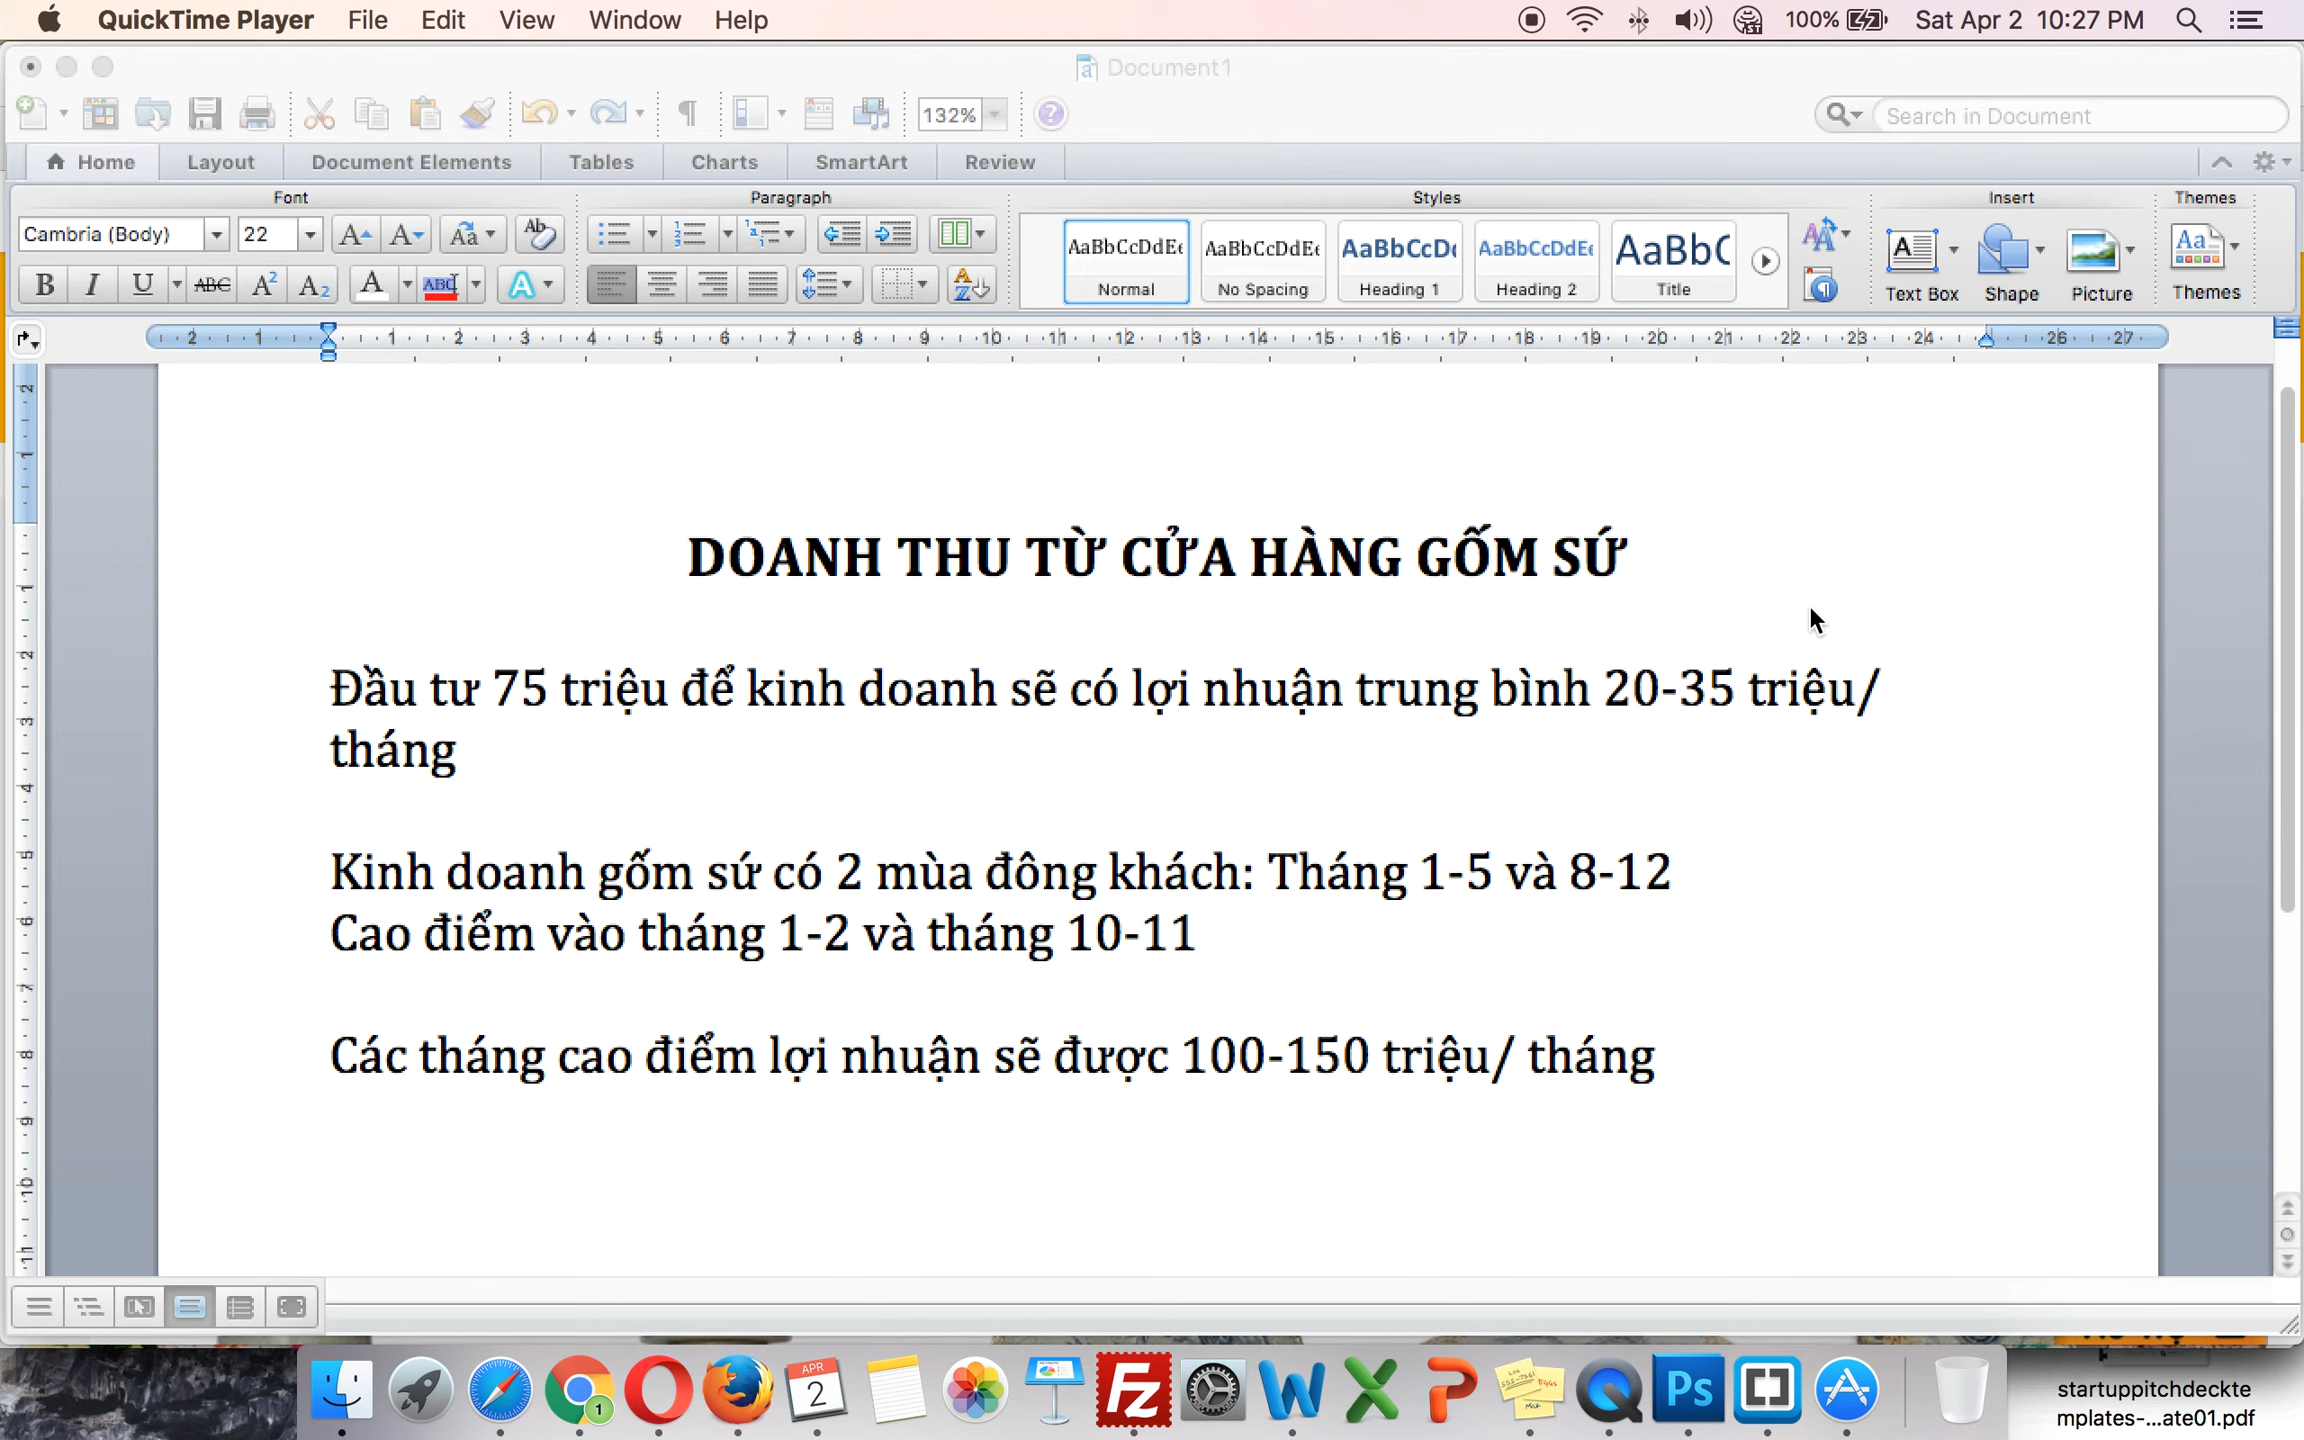 QuickTime Player File Edit View Window Help 100% Sat Apr 2 10:27 PM
Document1
132% Search in Document
Home Layout Document Elements Tables Charts SmartArt Review
Font Paragraph Styles Insert Themes
Cambria (Body) 22
AaBbCcDdEe AaBbCcDdEe AaBbCcDd AaBbCcDdEe AaBbC
Normal No Spacing Heading 1 Heading 2 Title
Text Box Shape Picture Themes
DOANH THU TỪ CỬA HÀNG GỐM SỨ
Đầu tư 75 triệu để kinh doanh sẽ có lợi nhuận trung bình 20-35 triệu/
tháng
Kinh doanh gốm sứ có 2 mùa đông khách: Tháng 1-5 và 8-12
Cao điểm vào tháng 1-2 và tháng 10-11
Các tháng cao điểm lợi nhuận sẽ được 100-150 triệu/ tháng
APR
2
startuppitchdeckte
mplates-...ate01.pdf